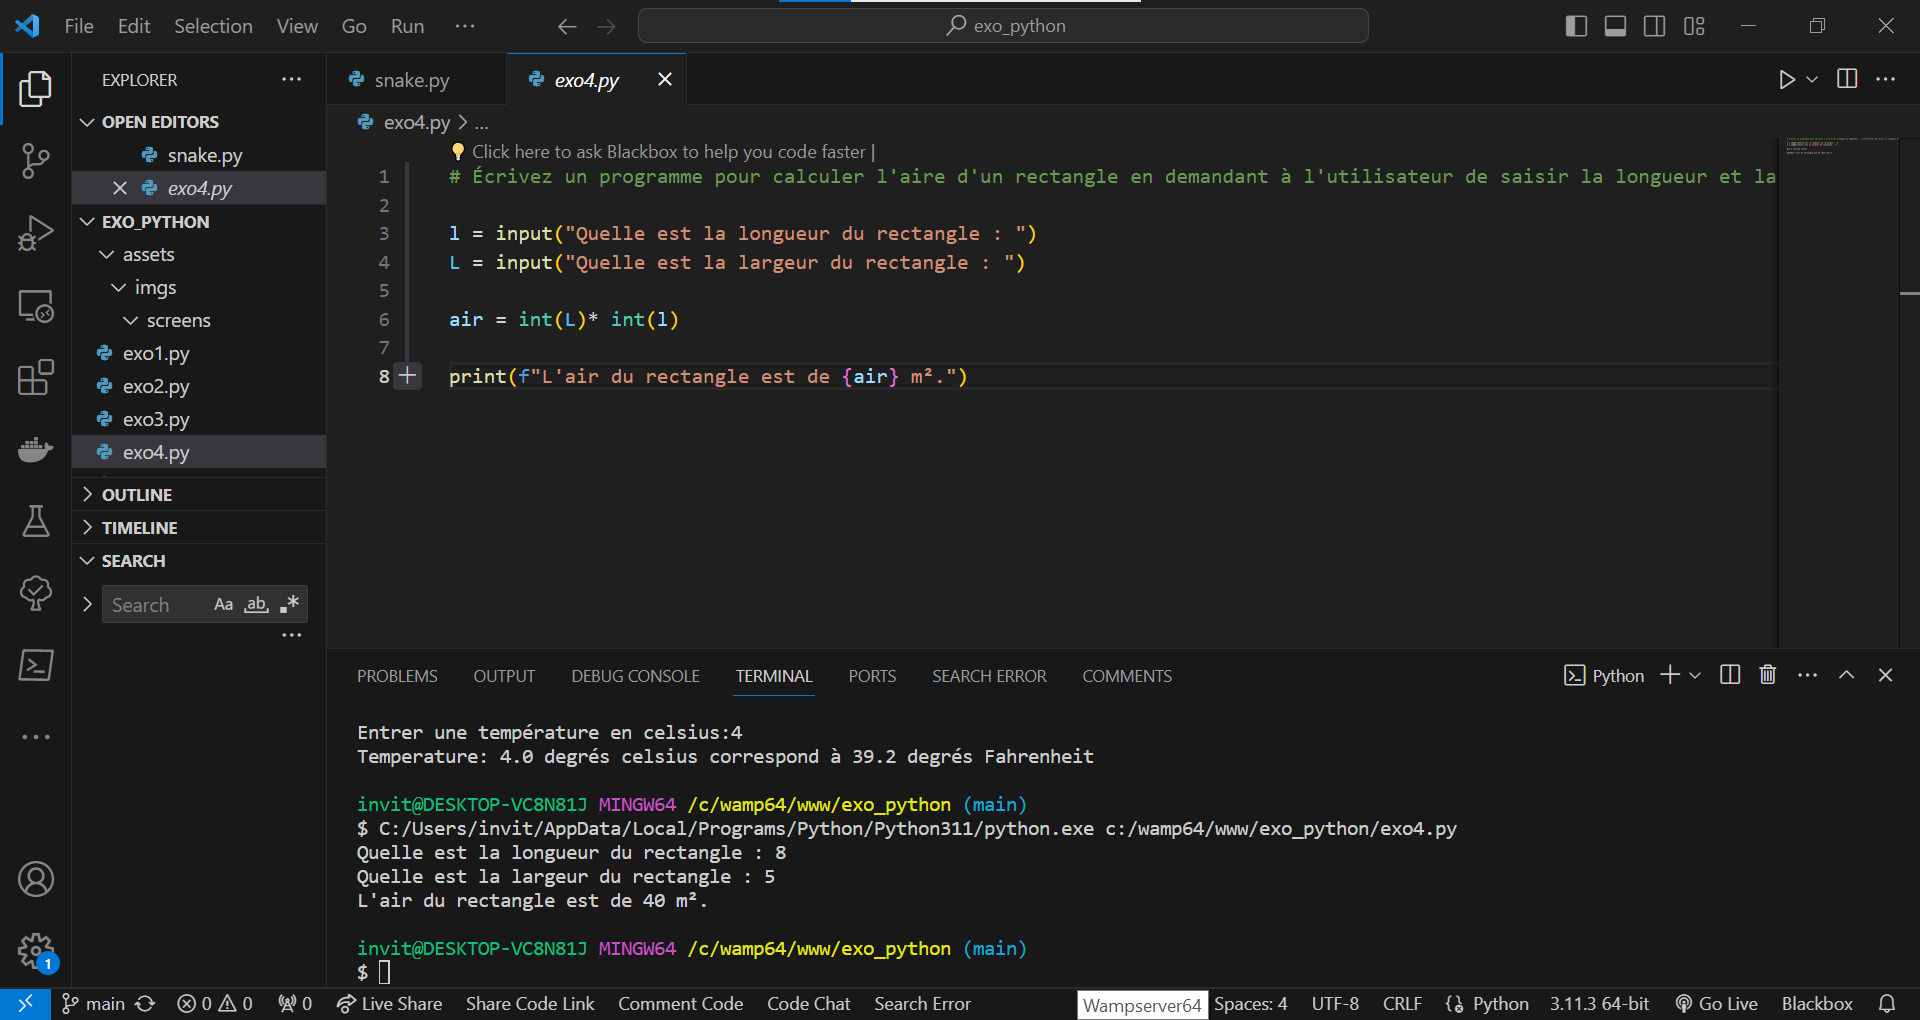 File Edit Selection View Go Run
exo_python
EXPLORER
OPEN EDITORS
snake.py
exo4.py
EXO_PYTHON
assets
imgs
screens
exo1.py
exo2.py
exo3.py
exo4.py
OUTLINE
TIMELINE
SEARCH
Search Aa ab
1
snake.py exo4.py
exo4.py > ...
Click here to ask Blackbox to help you code faster |
1 # Écrivez un programme pour calculer l'aire d'un rectangle en demandant à l'utilisateur de saisir la longueur et la
2
3 l = input("Quelle est la longueur du rectangle : ")
4 L = input("Quelle est la largeur du rectangle : ")
5
6 air = int(L)* int(l)
7
8 print(f"L'air du rectangle est de {air} m².")
PROBLEMS OUTPUT DEBUG CONSOLE TERMINAL PORTS SEARCH ERROR COMMENTS Python
Entrer une température en celsius:4
Temperature: 4.0 degrés celsius correspond à 39.2 degrés Fahrenheit
invit@DESKTOP-VC8N81J MINGW64 /c/wamp64/www/exo_python (main)
$ C:/Users/invit/AppData/Local/Programs/Python/Python311/python.exe c:/wamp64/www/exo_python/exo4.py
Quelle est la longueur du rectangle : 8
Quelle est la largeur du rectangle : 5
L'air du rectangle est de 40 m².
invit@DESKTOP-VC8N81J MINGW64 /c/wamp64/www/exo_python (main)
$
main 0 0 0 Live Share Share Code Link Comment Code Code Chat Search Error Wampserver64 Spaces: 4 UTF-8 CRLF Python 3.11.3 64-bit Go Live Blackbox